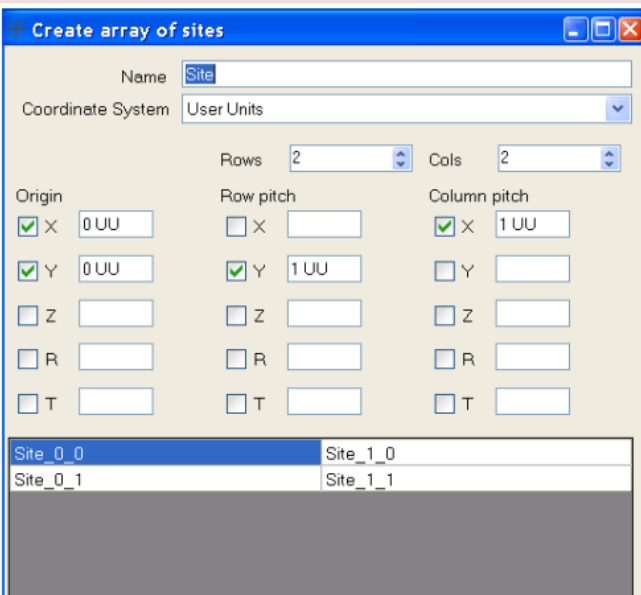 Create array of sites
Name Site
Coordinate System User Units
Rows 2 Cols 2
Origin Row pitch Column pitch
X 0 UU X X 1 UU
Y 0 UU Y 1 UU Y
Z Z Z
R R R
T T T
Site_0_0 Site_1_0
Site_0_1 Site_1_1